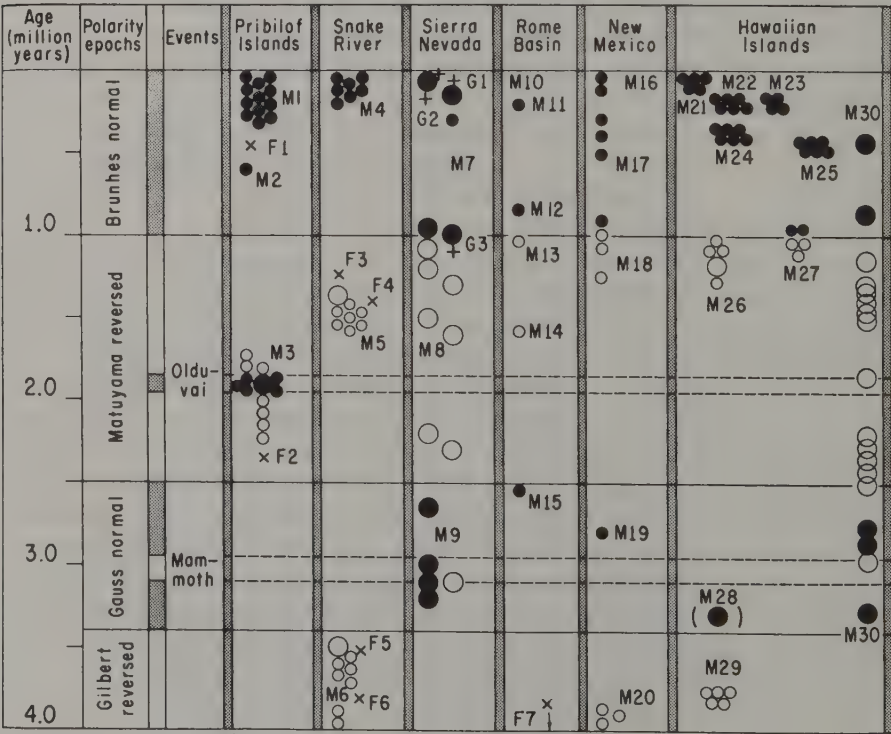 Age (million years)
Polarity epochs
Events
Pribilof Islands
Snake River
Sierra Nevada
Rome Basin
New Mexico
Hawaiian Islands
Brunhes normal
Matuyama reversed
Gauss normal
Gilbert reversed
1.0
2.0
3.0
4.0
Oldu-
vai
Mam-
moth
M1
F1
M2
M3
F2
M4
F3
F4
M5
F5
M6
F6
G1
G2
M7
G3
M8
M9
M10
M11
M12
M13
M14
M15
F7
M16
M17
M18
M19
M20
M22
M23
M21
M30
M24
M25
M27
M26
M28
( )
M30
M29